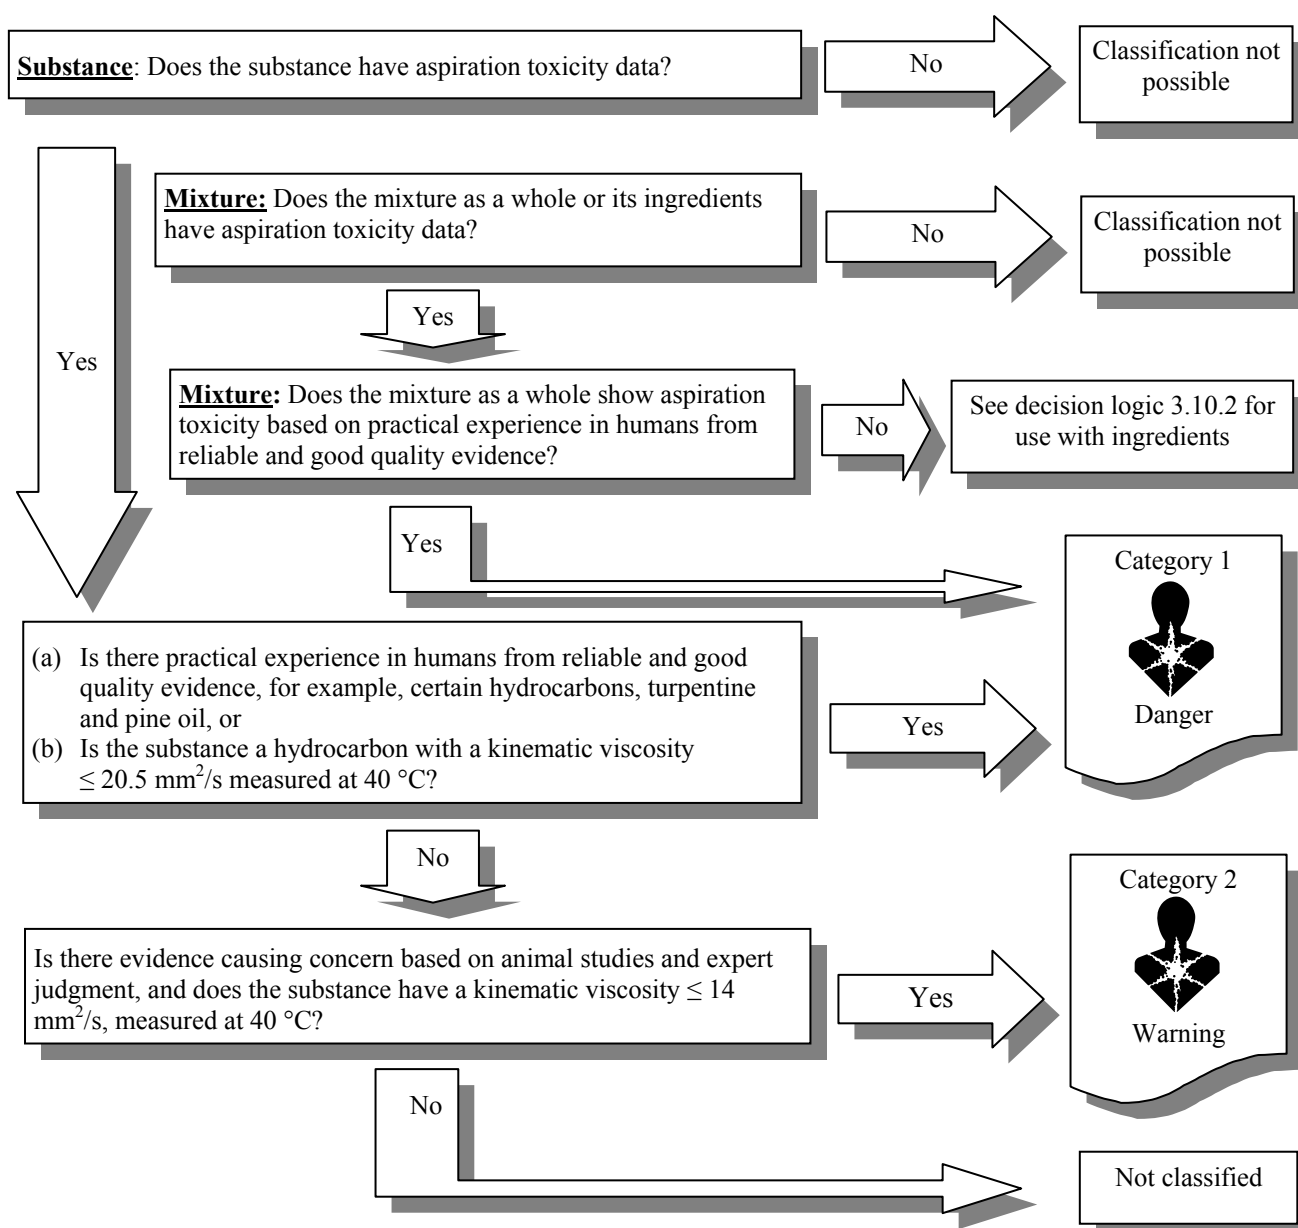 Substance: Does the substance have aspiration toxicity data?
No
Classification not
possible
Mixture: Does the mixture as a whole or its ingredients
have aspiration toxicity data?
No
Classification not
possible
Yes
Yes
Mixture: Does the mixture as a whole show aspiration
toxicity based on practical experience in humans from
reliable and good quality evidence?
No
See decision logic 3.10.2 for
use with ingredients
Yes
Category 1
Danger
(a) Is there practical experience in humans from reliable and good
quality evidence, for example, certain hydrocarbons, turpentine
and pine oil, or
(b) Is the substance a hydrocarbon with a kinematic viscosity
≤ 20.5 mm²/s measured at 40 °C?
Yes
No
Category 2
Warning
Is there evidence causing concern based on animal studies and expert
judgment, and does the substance have a kinematic viscosity ≤ 14
mm²/s, measured at 40 °C?
Yes
No
Not classified